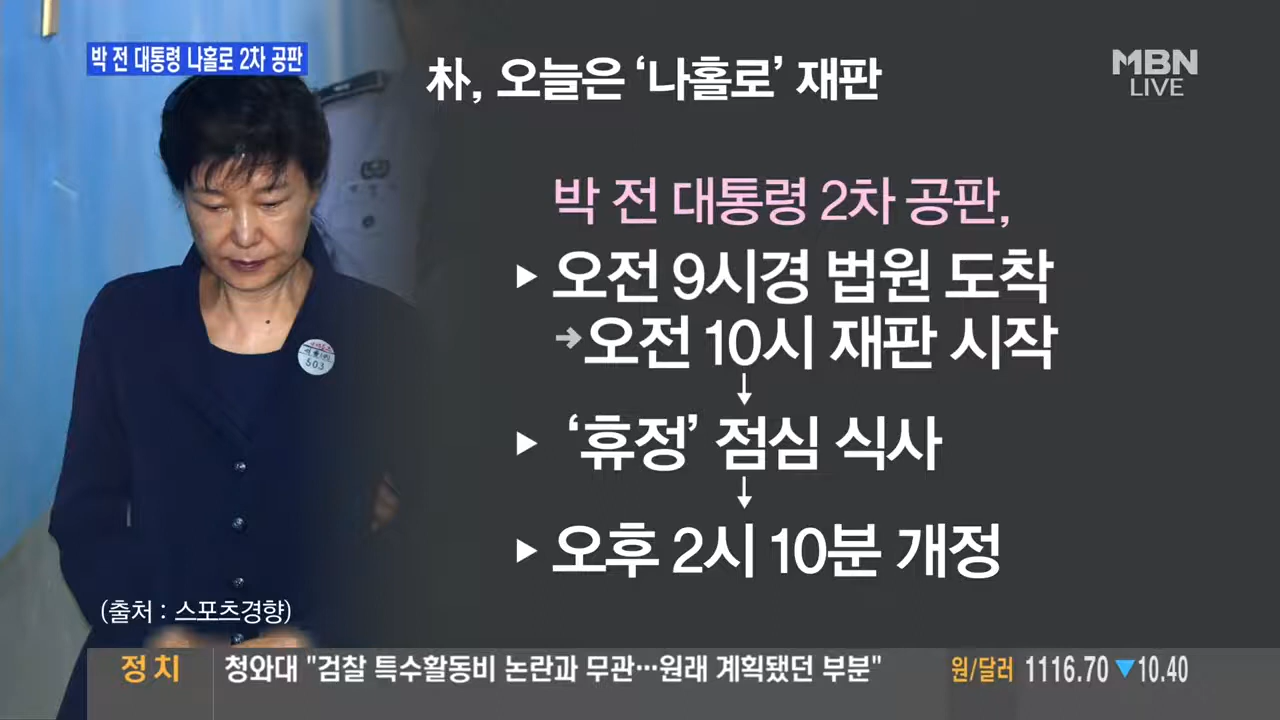 박 전 대통령 나홀로 2차 공판
朴, 오늘은 ‘나홀로’ 재판
MBN
LIVE
박 전 대통령 2차 공판,
▶ 오전 9시경 법원 도착
➔오전 10시 재판 시작
↓
▶ ‘휴정’ 점심 식사
↓
▶ 오후 2시 10분 개정
503
(출처 : 스포츠경향)
정치 청와대 "검찰 특수활동비 논란과 무관…원래 계획됐던 부분" 원/달러 1116.70 ▼10.40